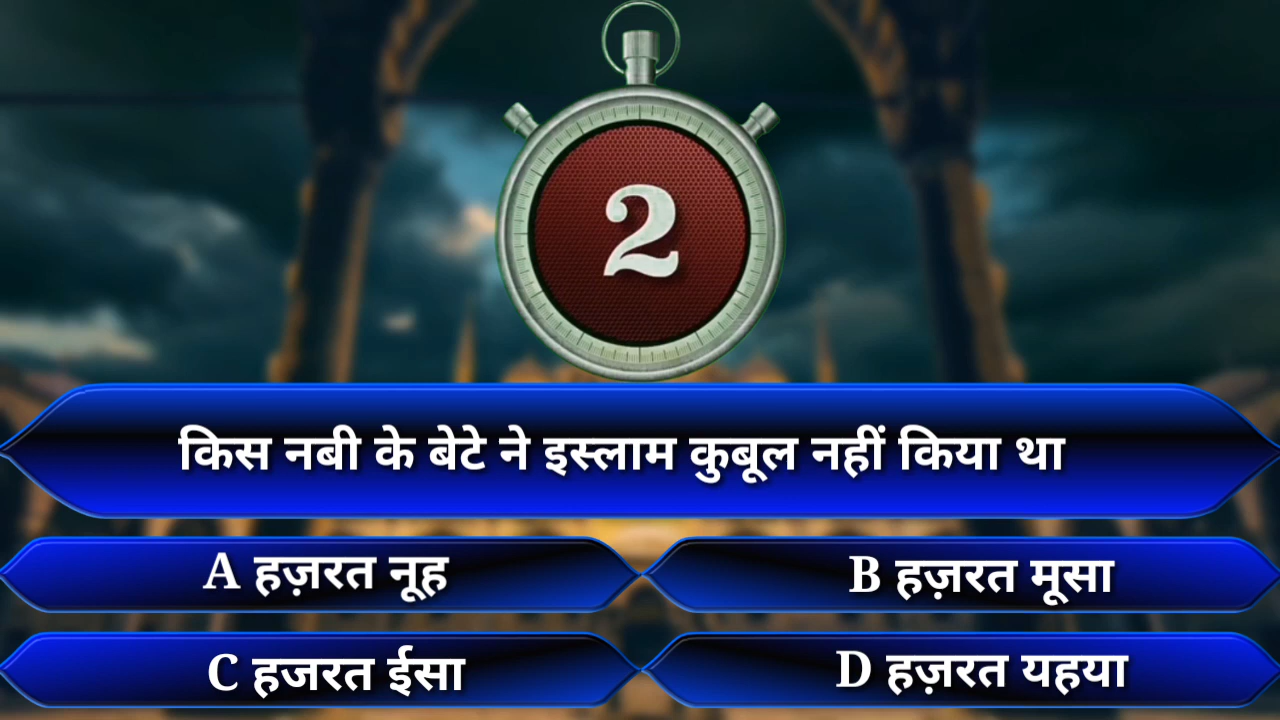 2
किस नबी के बेटे ने इस्लाम कुबूल नहीं किया था
A हज़रत नूह
B हज़रत मूसा
C हजरत ईसा
D हज़रत यहया